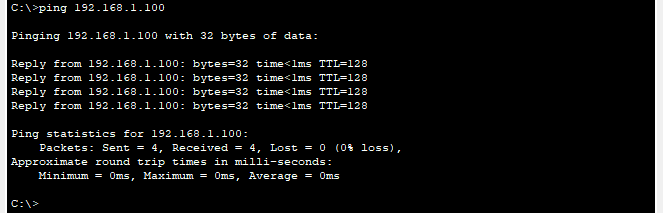 C:\>ping 192.168.1.100
Pinging 192.168.1.100 with 32 bytes of data:
Reply from 192.168.1.100: bytes=32 time<1ms TTL=128
Reply from 192.168.1.100: bytes=32 time<1ms TTL=128
Reply from 192.168.1.100: bytes=32 time<1ms TTL=128
Reply from 192.168.1.100: bytes=32 time<1ms TTL=128
Ping statistics for 192.168.1.100:
    Packets: Sent = 4, Received = 4, Lost = 0 (0% loss),
Approximate round trip times in milli-seconds:
    Minimum = 0ms, Maximum = 0ms, Average = 0ms
C:\>